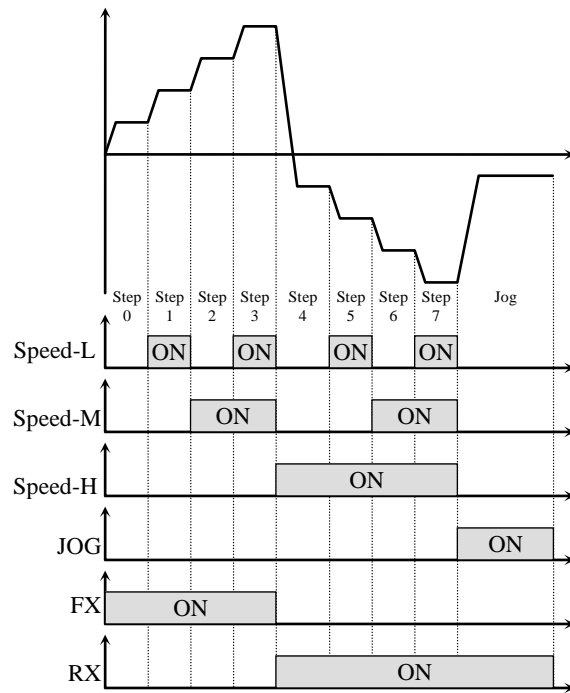 Step 0 Step 1 Step 2 Step 3 Step 4 Step 5 Step 6 Step 7 Jog
Speed-L ON ON ON ON
Speed-M ON ON
Speed-H ON
JOG ON
FX ON
RX ON